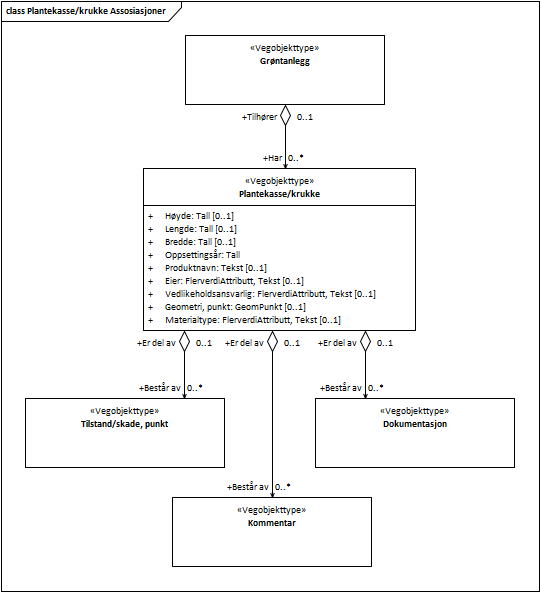 class Plantekasse/krukke Assosiasjoner
«Vegobjekttype»
Grøntanlegg
+Tilhører 0..1
+Har 0..*
«Vegobjekttype»
Plantekasse/krukke
+ Høyde: Tall [0..1]
+ Lengde: Tall [0..1]
+ Bredde: Tall [0..1]
+ Oppsettingsår: Tall
+ Produktnavn: Tekst [0..1]
+ Eier: FlerverdiAttributt, Tekst [0..1]
+ Vedlikeholdsansvarlig: FlerverdiAttributt, Tekst [0..1]
+ Geometri, punkt: GeomPunkt [0..1]
+ Materialtype: FlerverdiAttributt, Tekst [0..1]
+Er del av 0..1 +Er del av 0..1 +Er del av 0..1
+Består av 0..* +Består av 0..*
«Vegobjekttype» «Vegobjekttype»
Tilstand/skade, punkt Dokumentasjon
+Består av 0..*
«Vegobjekttype»
Kommentar